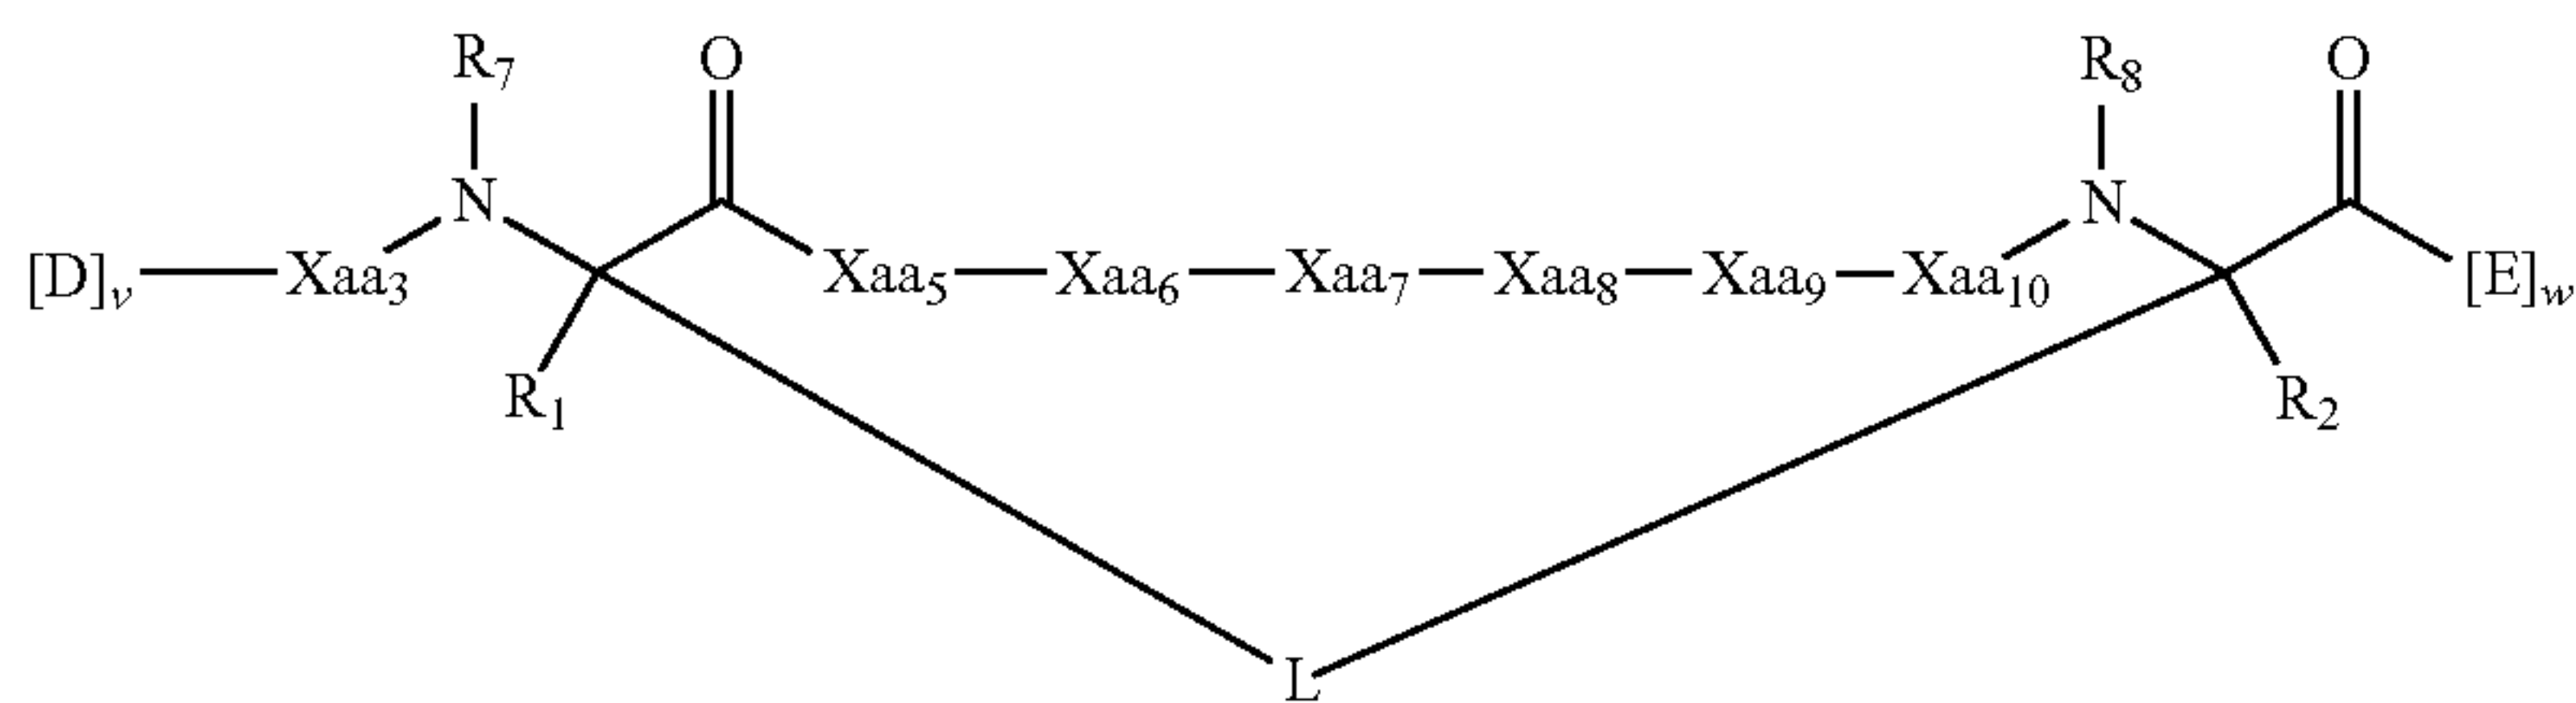 R7 O R8 O
N N
[D]v Xaa3 Xaa5 Xaa6 Xaa7 Xaa8 Xaa9 Xaa10 [E]w
R1 R2
L